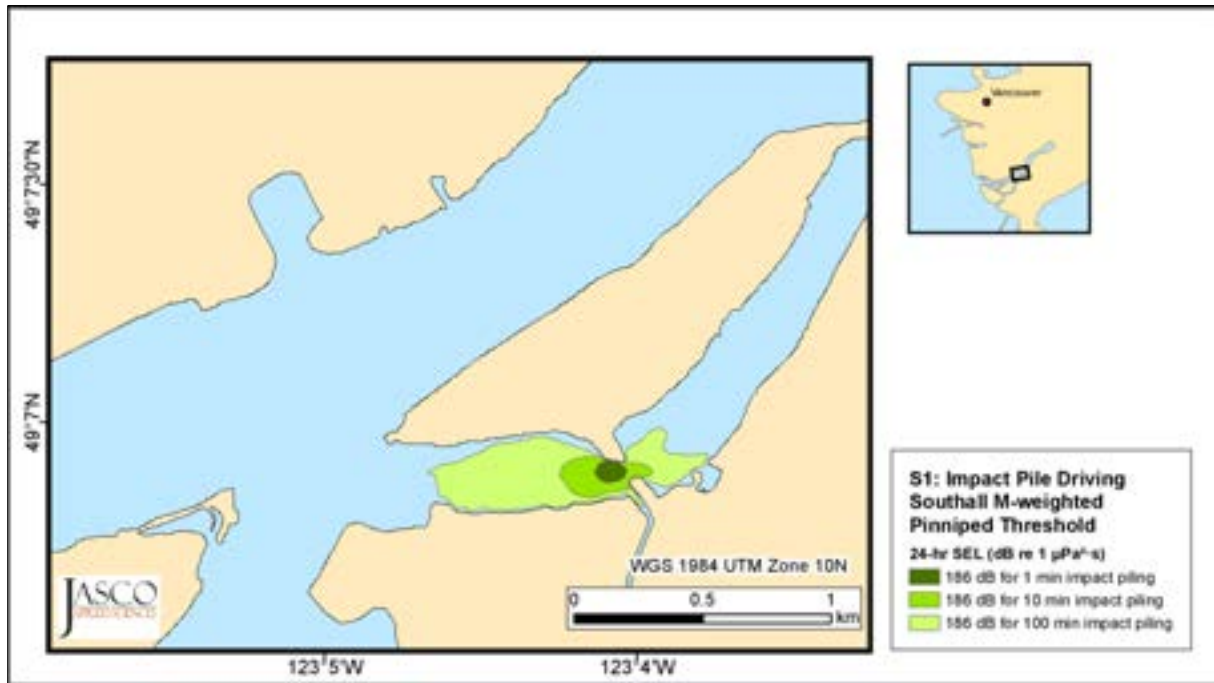 Vancouver
49°7'30"N
49°7'N
123°5'W
123°4'W
WGS 1984 UTM Zone 10N
0 0.5 1
km
JASCO
APPLIED SCIENCES
S1: Impact Pile Driving
Southall M-weighted
Pinniped Threshold
24-hr SEL (dB re 1 µPa²·s)
186 dB for 1 min impact piling
186 dB for 10 min impact piling
186 dB for 100 min impact piling